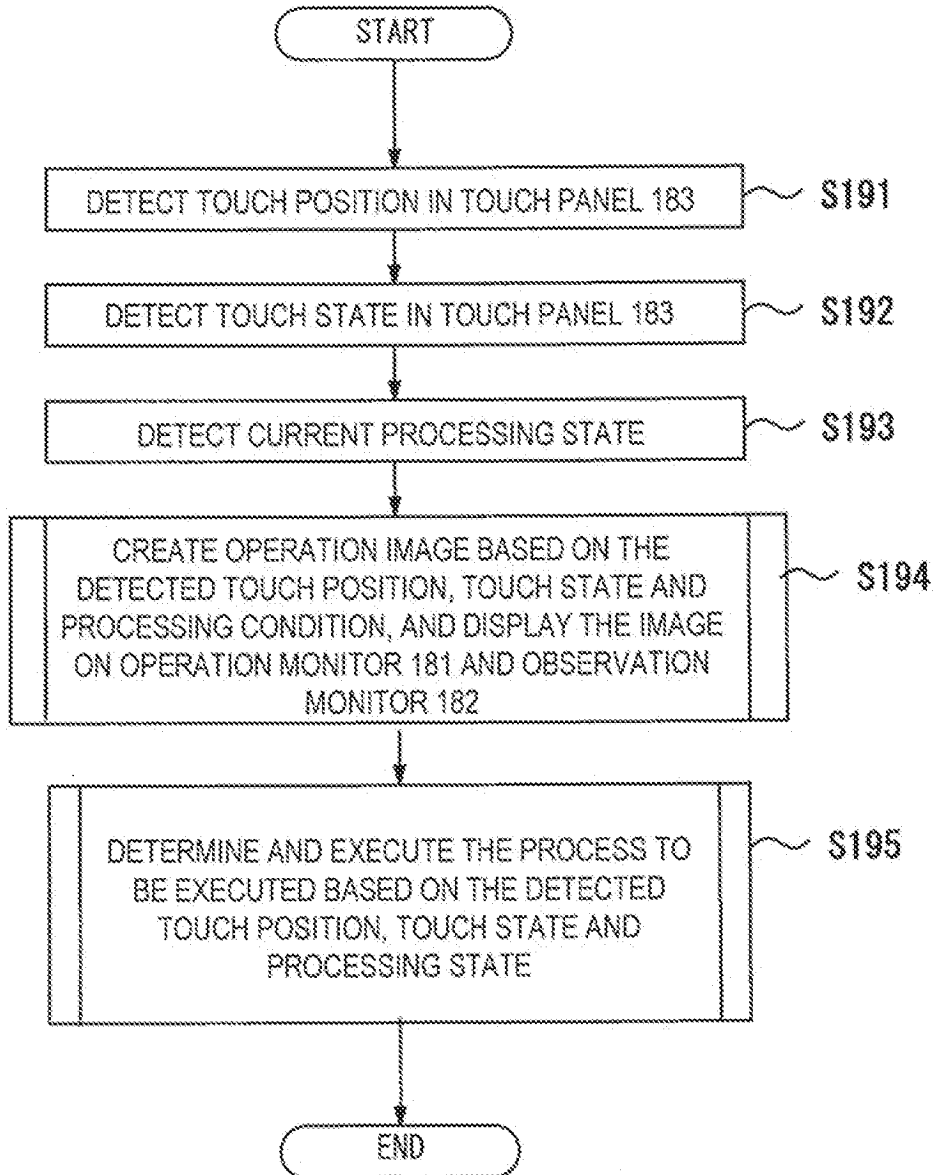 START
DETECT TOUCH POSITION IN TOUCH PANEL 183
S191
DETECT TOUCH STATE IN TOUCH PANEL 183
S192
DETECT CURRENT PROCESSING STATE
S193
CREATE OPERATION IMAGE BASED ON THE
DETECTED TOUCH POSITION, TOUCH STATE AND
PROCESSING CONDITION, AND DISPLAY THE IMAGE
ON OPERATION MONITOR 181 AND OBSERVATION
MONITOR 182
S194
DETERMINE AND EXECUTE THE PROCESS TO
BE EXECUTED BASED ON THE DETECTED
TOUCH POSITION, TOUCH STATE AND
PROCESSING STATE
S195
END